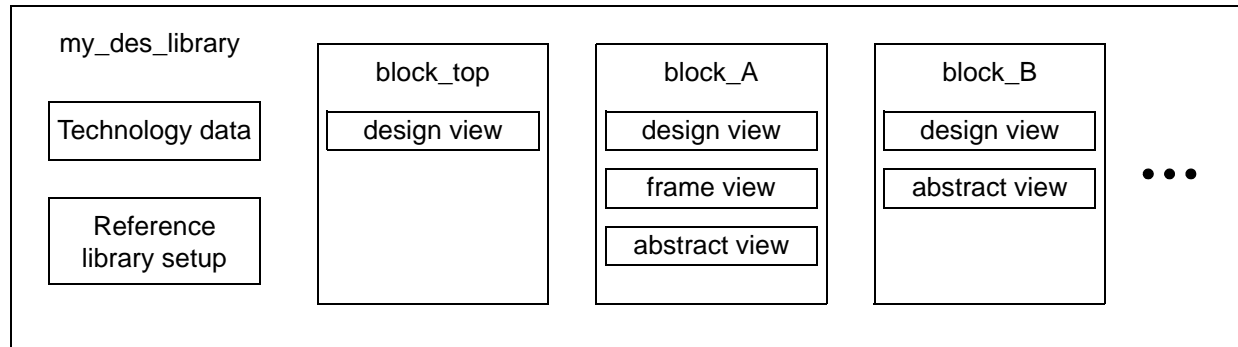 my_des_library
Technology data
Reference
library setup
block_top
design view
block_A
design view
frame view
abstract view
block_B
design view
abstract view
•••